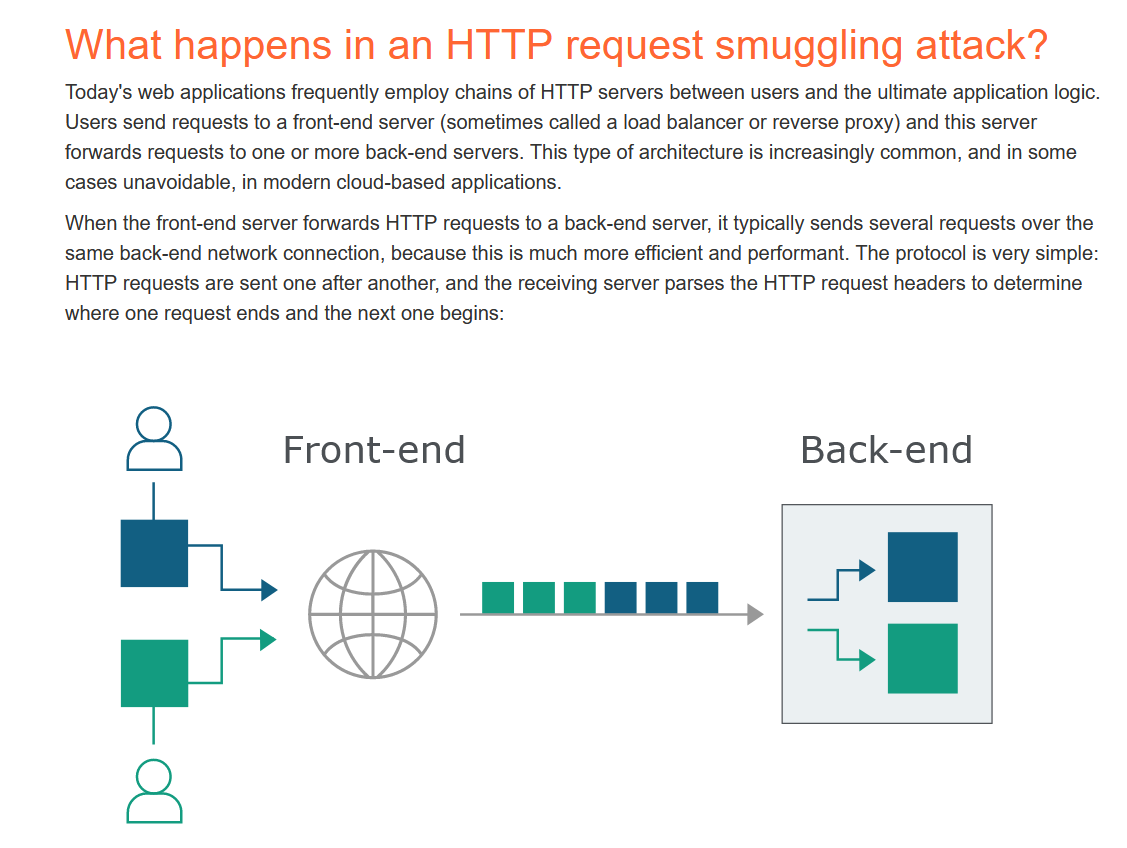 What happens in an HTTP request smuggling attack?
Today's web applications frequently employ chains of HTTP servers between users and the ultimate application logic.
Users send requests to a front-end server (sometimes called a load balancer or reverse proxy) and this server
forwards requests to one or more back-end servers. This type of architecture is increasingly common, and in some
cases unavoidable, in modern cloud-based applications.
When the front-end server forwards HTTP requests to a back-end server, it typically sends several requests over the
same back-end network connection, because this is much more efficient and performant. The protocol is very simple:
HTTP requests are sent one after another, and the receiving server parses the HTTP request headers to determine
where one request ends and the next one begins:
Front-end
Back-end